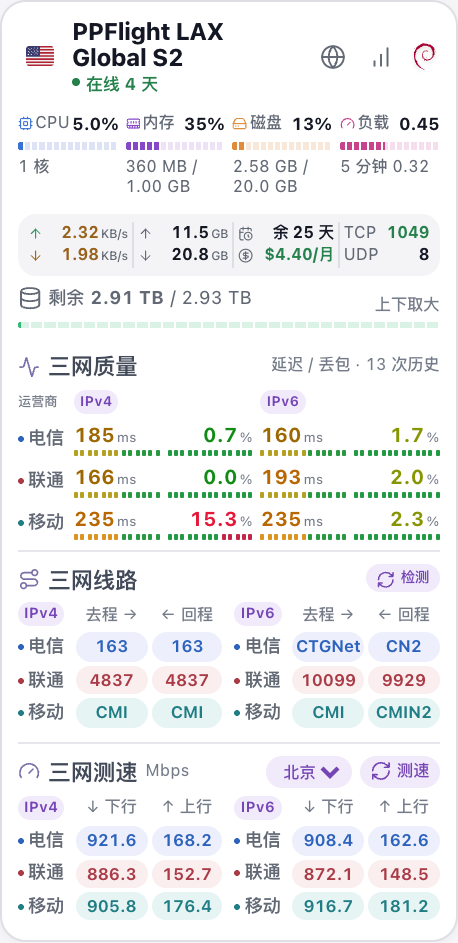 PPFlight LAX
Global S2
在线 4 天
CPU 5.0% 内存 35% 磁盘 13% 负载 0.45
1 核 360 MB / 1.00 GB 2.58 GB / 20.0 GB 5 分钟 0.32
↑ 2.32 KB/s ↑ 11.5 GB 余 25 天 TCP 1049
↓ 1.98 KB/s ↓ 20.8 GB $4.40/月 UDP 8
剩余 2.91 TB / 2.93 TB 上下取大
三网质量 延迟 / 丢包 · 13 次历史
运营商 IPv4 IPv6
电信 185 ms 0.7 % 160 ms 1.7 %
联通 166 ms 0.0 % 193 ms 2.0 %
移动 235 ms 15.3 % 235 ms 2.3 %
三网线路 检测
IPv4 去程 → ← 回程 IPv6 去程 → ← 回程
电信 163 163 电信 CTGNet CN2
联通 4837 4837 联通 10099 9929
移动 CMI CMI 移动 CMI CMIN2
三网测速 Mbps 北京 测速
IPv4 ↓ 下行 ↑ 上行 IPv6 ↓ 下行 ↑ 上行
电信 921.6 168.2 电信 908.4 162.6
联通 886.3 152.7 联通 872.1 148.5
移动 905.8 176.4 移动 916.7 181.2